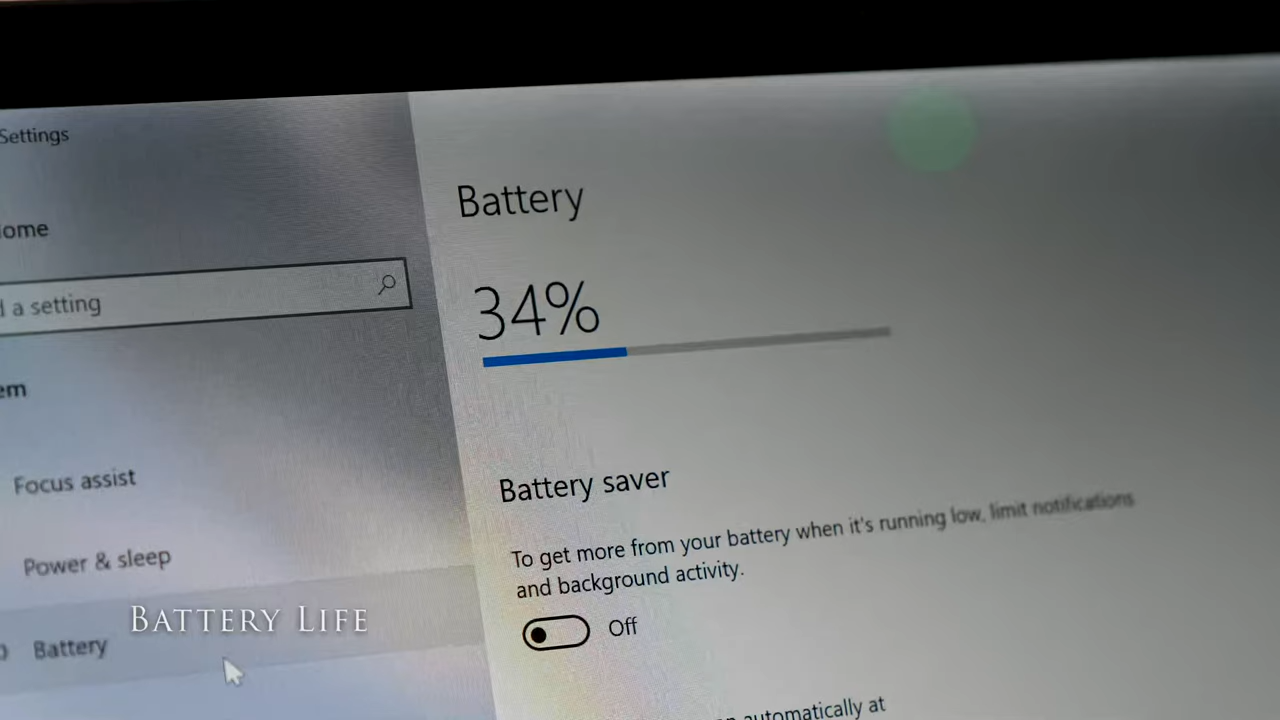 Settings
ome
a setting
em
Focus assist
Power & sleep
Battery
Battery
34%
Battery saver
To get more from your battery when it's running low, limit notifications
and background activity.
Off
automatically at
BATTERY LIFE